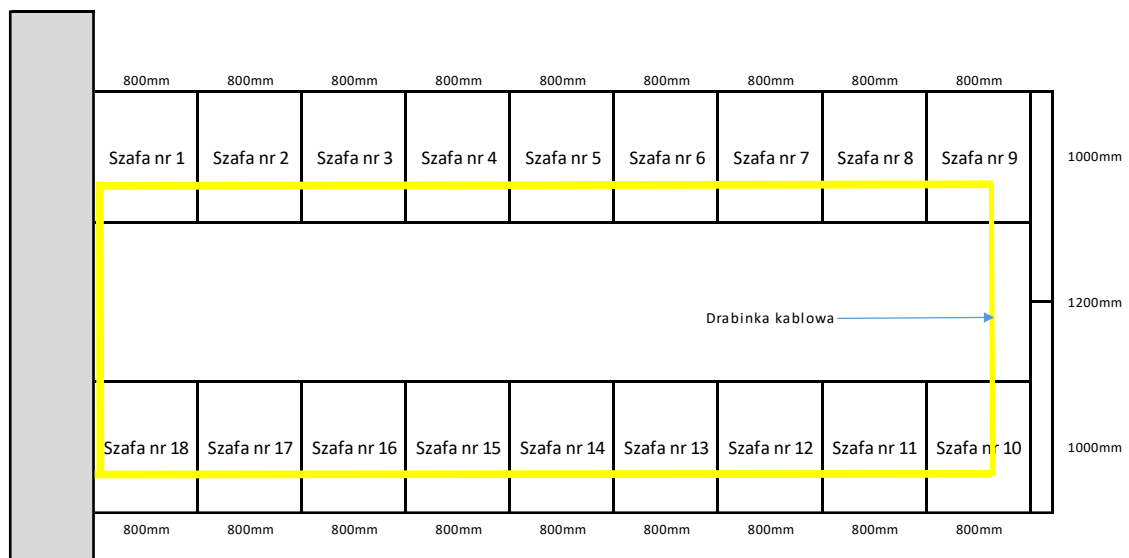 800mm 800mm 800mm 800mm 800mm 800mm 800mm 800mm 800mm
Szafa nr 1 Szafa nr 2 Szafa nr 3 Szafa nr 4 Szafa nr 5 Szafa nr 6 Szafa nr 7 Szafa nr 8 Szafa nr 9 1000mm
1200mm
Drabinka kablowa
Szafa nr 18 Szafa nr 17 Szafa nr 16 Szafa nr 15 Szafa nr 14 Szafa nr 13 Szafa nr 12 Szafa nr 11 Szafa nr 10 1000mm
800mm 800mm 800mm 800mm 800mm 800mm 800mm 800mm 800mm